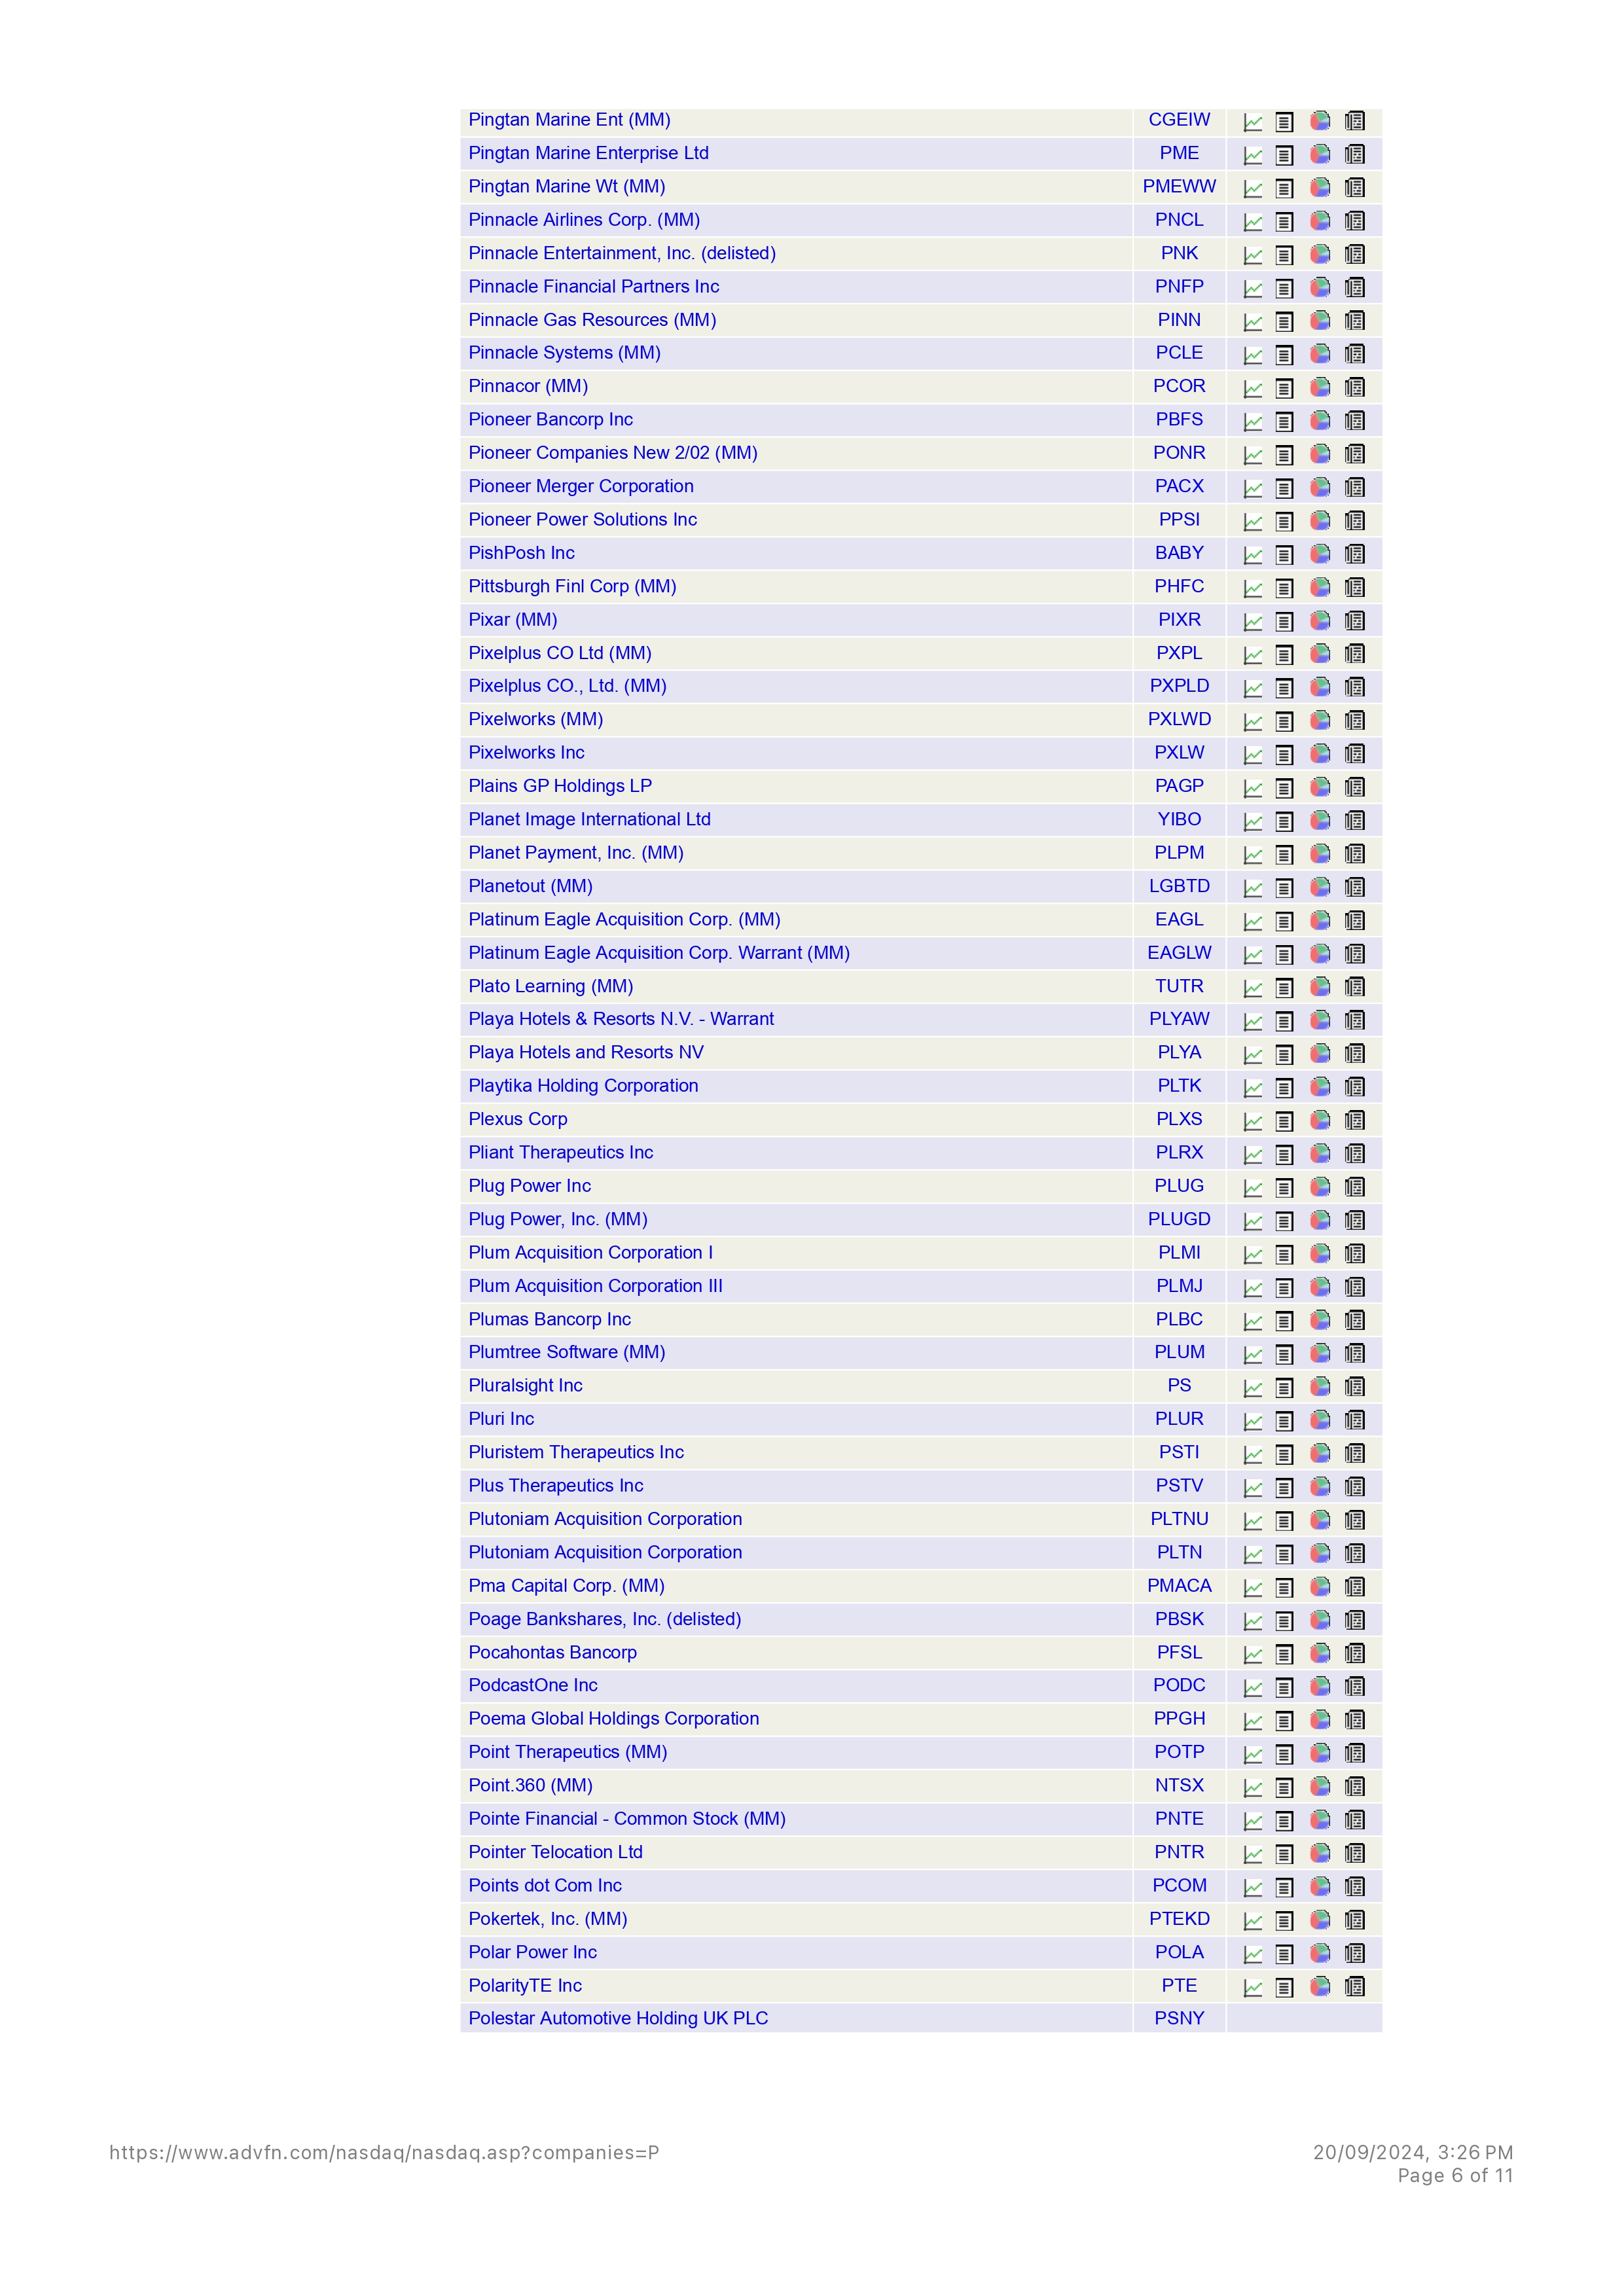 Pingtan Marine Ent (MM) CGEIW
Pingtan Marine Enterprise Ltd PME
Pingtan Marine Wt (MM) PMEWW
Pinnacle Airlines Corp. (MM) PNCL
Pinnacle Entertainment, Inc. (delisted) PNK
Pinnacle Financial Partners Inc PNFP
Pinnacle Gas Resources (MM) PINN
Pinnacle Systems (MM) PCLE
Pinnacor (MM) PCOR
Pioneer Bancorp Inc PBFS
Pioneer Companies New 2/02 (MM) PONR
Pioneer Merger Corporation PACX
Pioneer Power Solutions Inc PPSI
PishPosh Inc BABY
Pittsburgh Finl Corp (MM) PHFC
Pixar (MM) PIXR
Pixelplus CO Ltd (MM) PXPL
Pixelplus CO., Ltd. (MM) PXPLD
Pixelworks (MM) PXLWD
Pixelworks Inc PXLW
Plains GP Holdings LP PAGP
Planet Image International Ltd YIBO
Planet Payment, Inc. (MM) PLPM
Planetout (MM) LGBTD
Platinum Eagle Acquisition Corp. (MM) EAGL
Platinum Eagle Acquisition Corp. Warrant (MM) EAGLW
Plato Learning (MM) TUTR
Playa Hotels & Resorts N.V. - Warrant PLYAW
Playa Hotels and Resorts NV PLYA
Playtika Holding Corporation PLTK
Plexus Corp PLXS
Pliant Therapeutics Inc PLRX
Plug Power Inc PLUG
Plug Power, Inc. (MM) PLUGD
Plum Acquisition Corporation I PLMI
Plum Acquisition Corporation III PLMJ
Plumas Bancorp Inc PLBC
Plumtree Software (MM) PLUM
Pluralsight Inc PS
Pluri Inc PLUR
Pluristem Therapeutics Inc PSTI
Plus Therapeutics Inc PSTV
Plutoniam Acquisition Corporation PLTNU
Plutoniam Acquisition Corporation PLTN
Pma Capital Corp. (MM) PMACA
Poage Bankshares, Inc. (delisted) PBSK
Pocahontas Bancorp PFSL
PodcastOne Inc PODC
Poema Global Holdings Corporation PPGH
Point Therapeutics (MM) POTP
Point.360 (MM) NTSX
Pointe Financial - Common Stock (MM) PNTE
Pointer Telocation Ltd PNTR
Points dot Com Inc PCOM
Pokertek, Inc. (MM) PTEKD
Polar Power Inc POLA
PolarityTE Inc PTE
Polestar Automotive Holding UK PLC PSNY
https://www.advfn.com/nasdaq/nasdaq.asp?companies=P 20/09/2024, 3:26 PM
Page 6 of 11